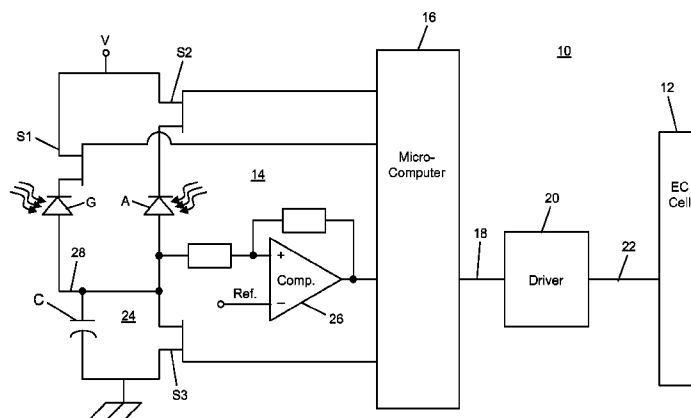 16
10
V
S2
12
S1
14
Micro-
Computer
EC
Cell
G
A
20
18
22
28
+
Comp.
Driver
C
24
Ref.
−
26
S3